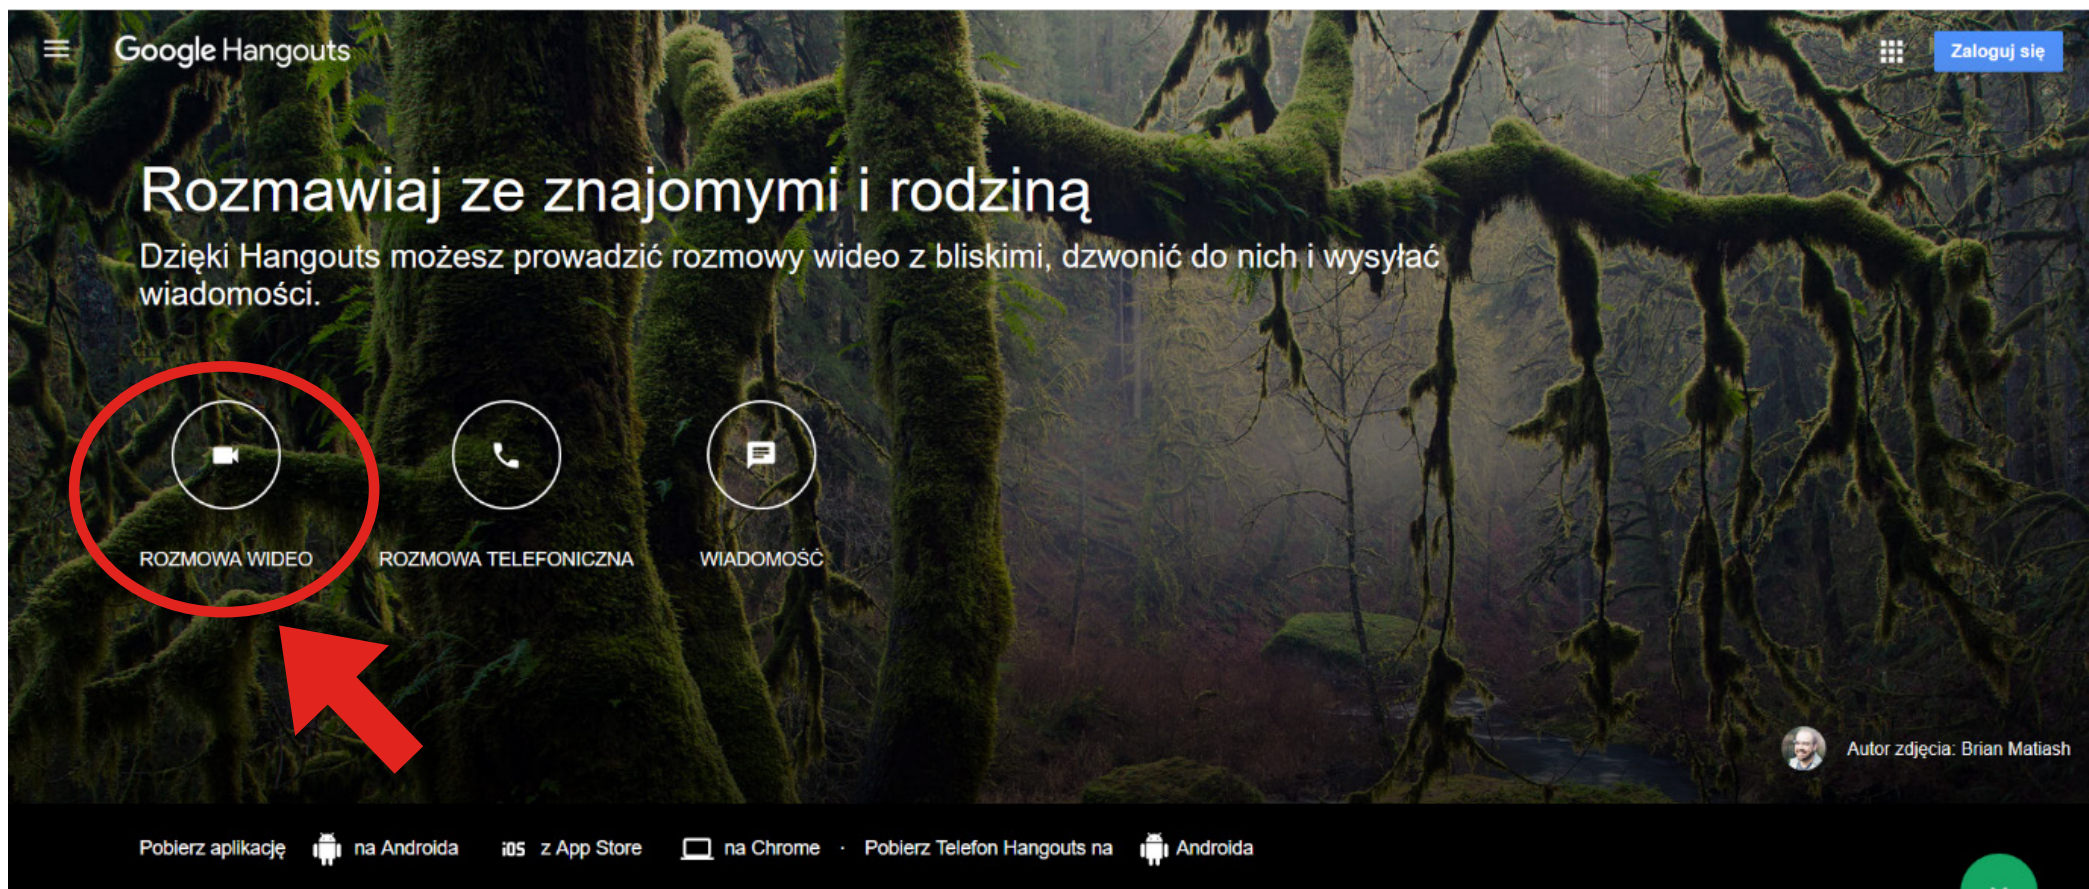 Google Hangouts
Zaloguj się
Rozmawiaj ze znajomymi i rodziną
Dzięki Hangouts możesz prowadzić rozmowy wideo z bliskimi, dzwonić do nich i wysyłać
wiadomości.
ROZMOWA WIDEO
ROZMOWA TELEFONICZNA
WIADOMOŚĆ
Autor zdjęcia: Brian Matiash
Pobierz aplikację na Androida iOS z App Store na Chrome · Pobierz Telefon Hangouts na Androida